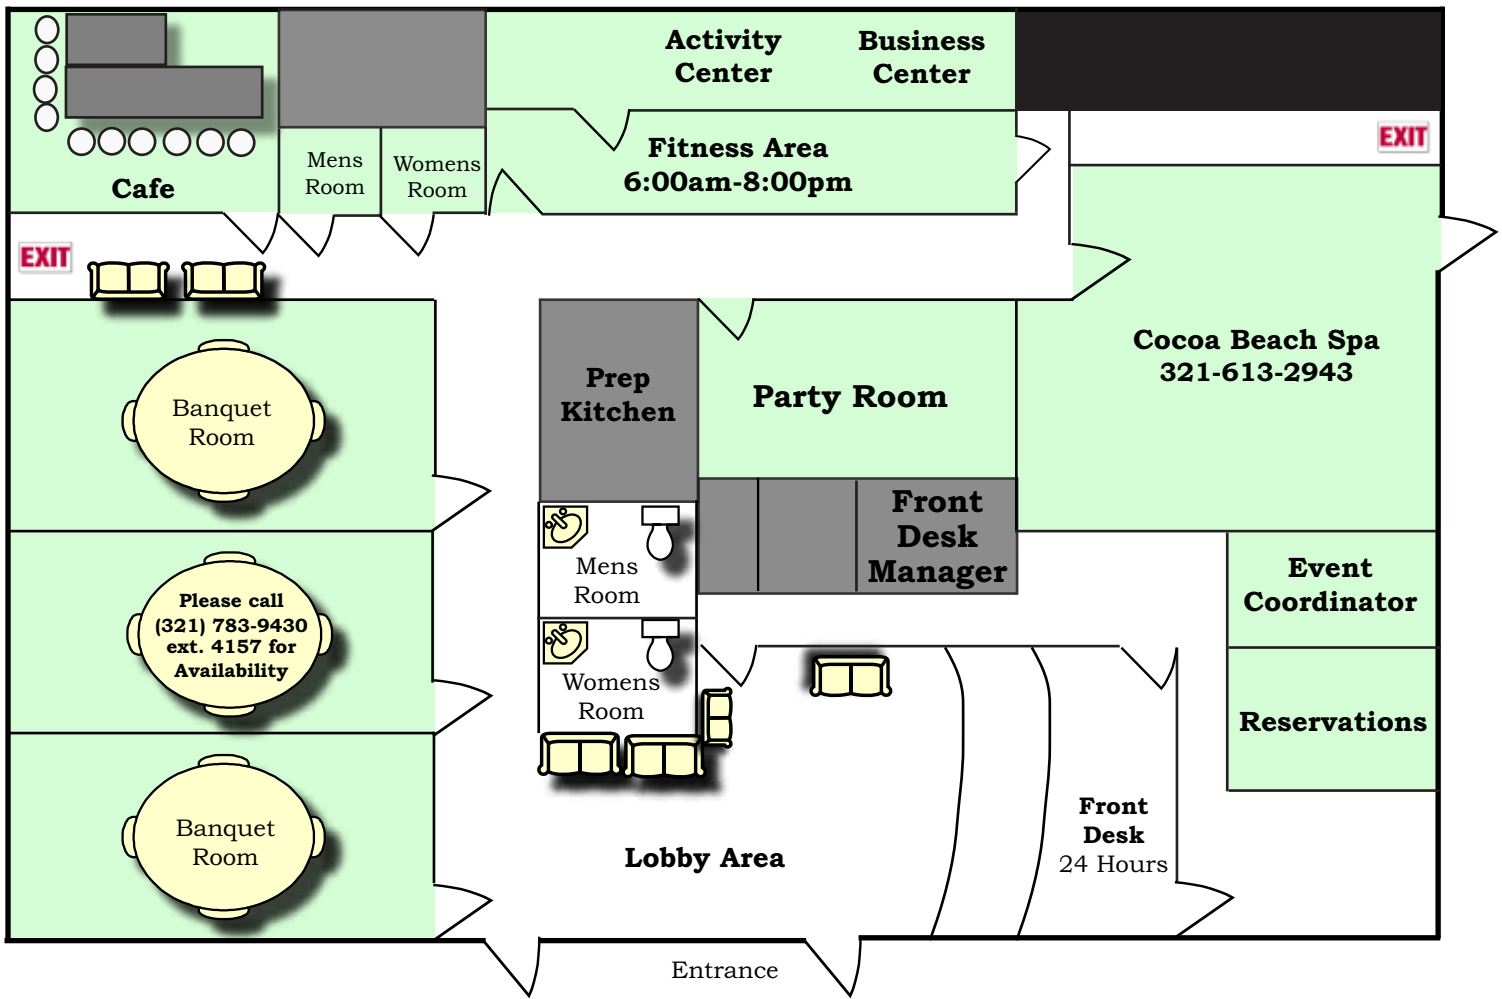 Activity
Center
Business
Center
EXIT
Mens
Room
Womens
Room
Fitness Area
6:00am-8:00pm
Cafe
EXIT
Cocoa Beach Spa
321-613-2943
Prep
Kitchen
Party Room
Banquet
Room
Front
Desk
Manager
Mens
Room
Event
Coordinator
Please call
(321) 783-9430
ext. 4157 for
Availability
Womens
Room
Reservations
Banquet
Room
Lobby Area
Front
Desk
24 Hours
Entrance